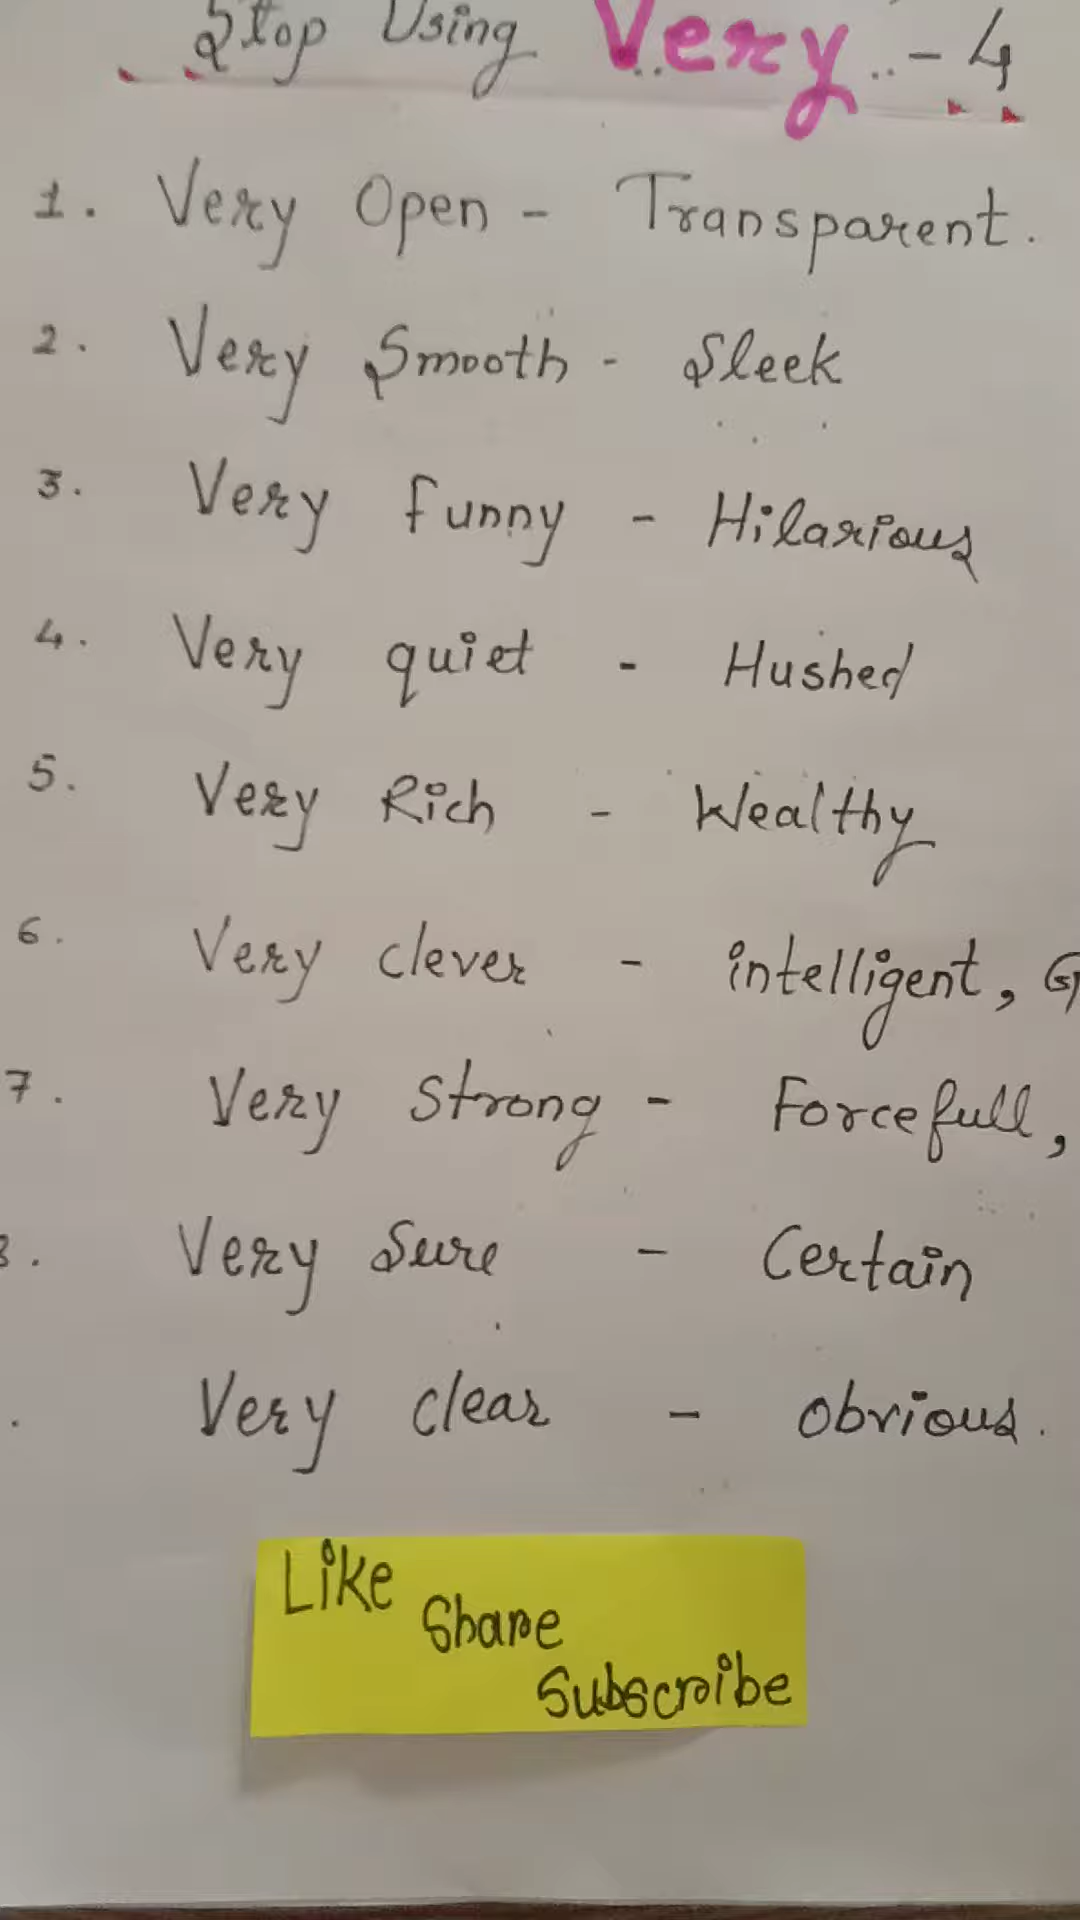 Stop Using Very - 4
1. Very Open - Transparent.
2. Very Smooth - Sleek
3. Very funny - Hilarious
4. Very quiet - Hushed
5. Very Rich - Wealthy
6. Very clever - intelligent,
7. Very Strong - Forcefull,
8. Very Sure - Certain
. Very clear - obvious.
Like
Share
Subscribe